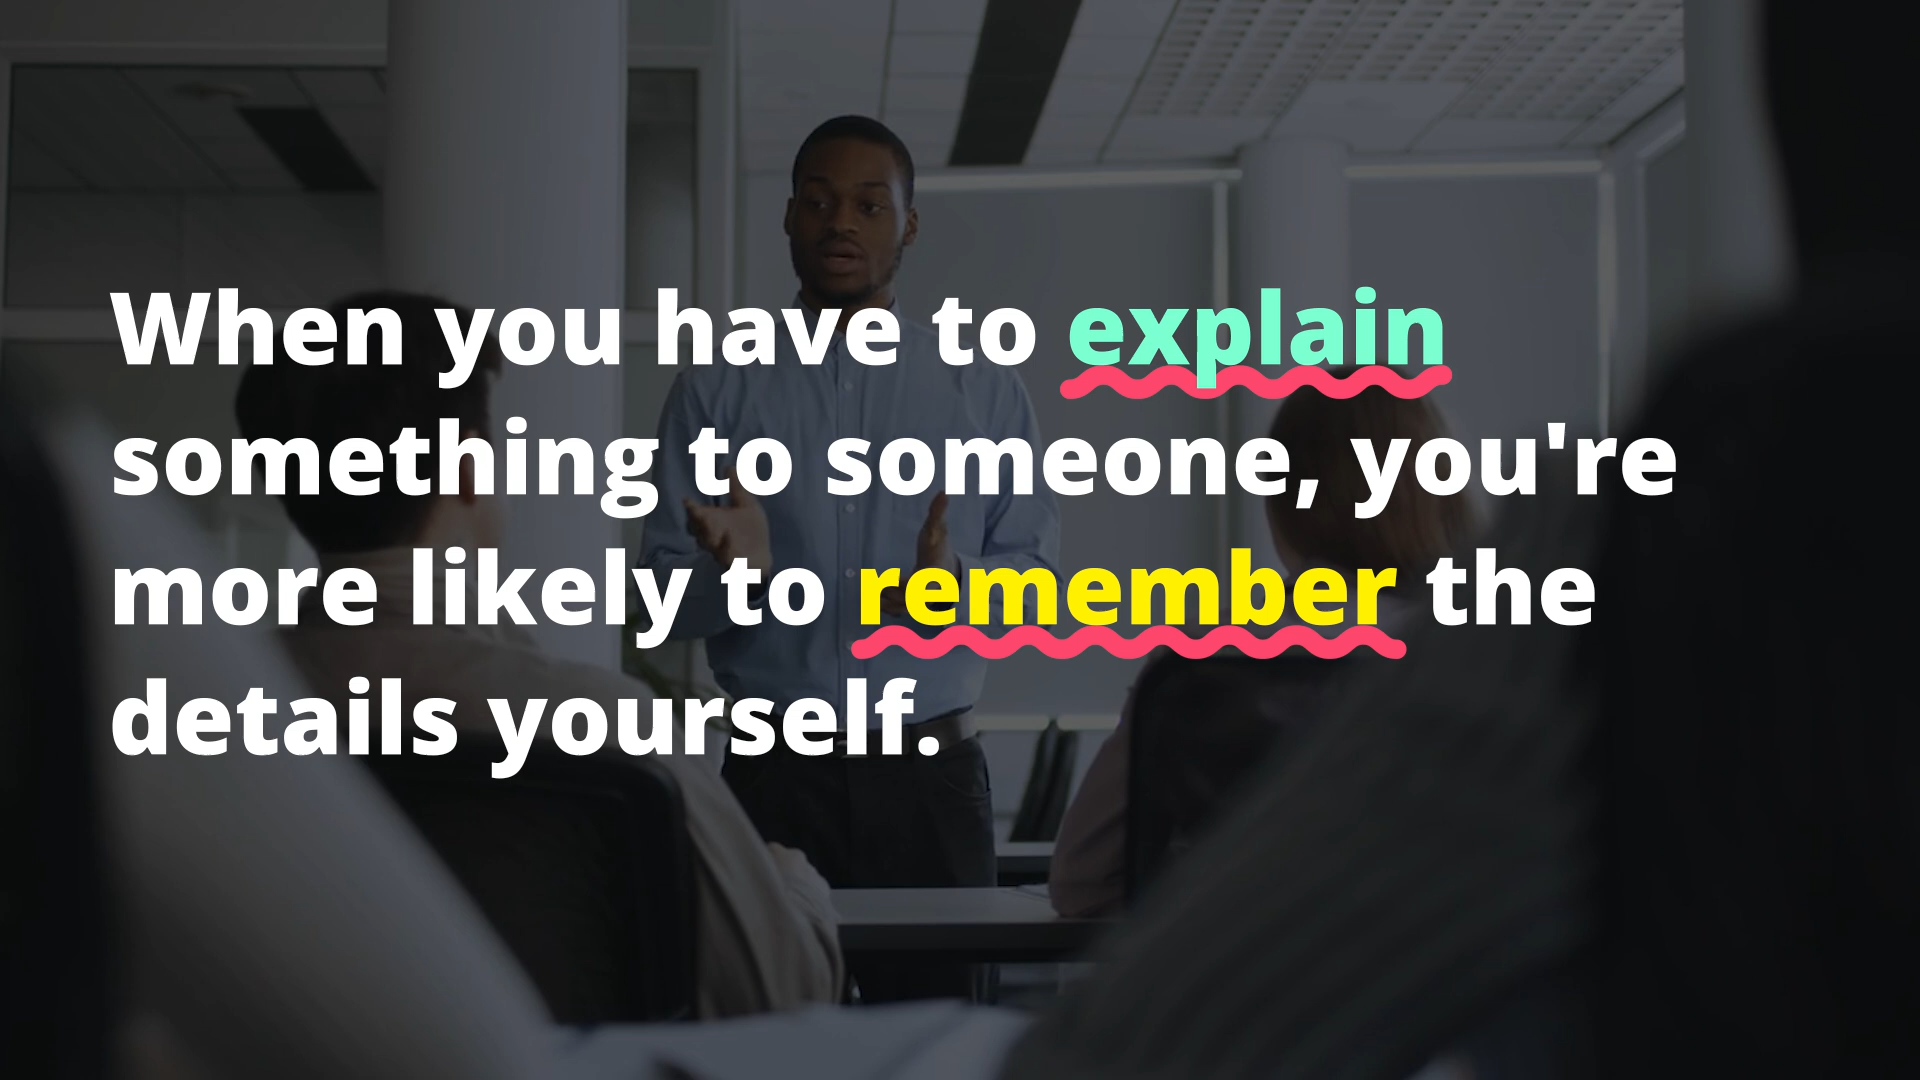 When you have to explain
something to someone, you're
more likely to remember the
details yourself.